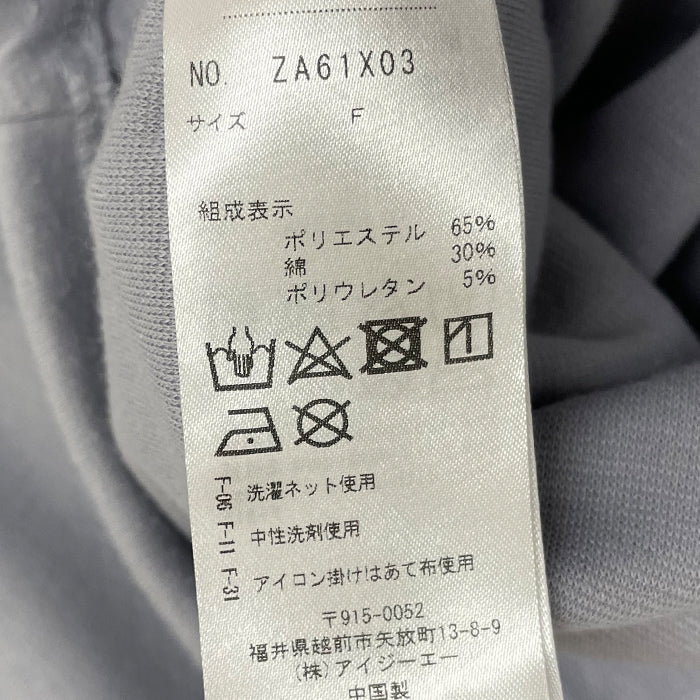 NO. ZA61X03
サイズ F
組成表示
ポリエステル 65%
綿 30%
ポリウレタン 5%
F-06 洗濯ネット使用
F-11 中性洗剤使用
F-31 アイロン掛けはあて布使用
〒915-0052
福井県越前市矢放町13-8-9
(株)アイジーエー
中国製